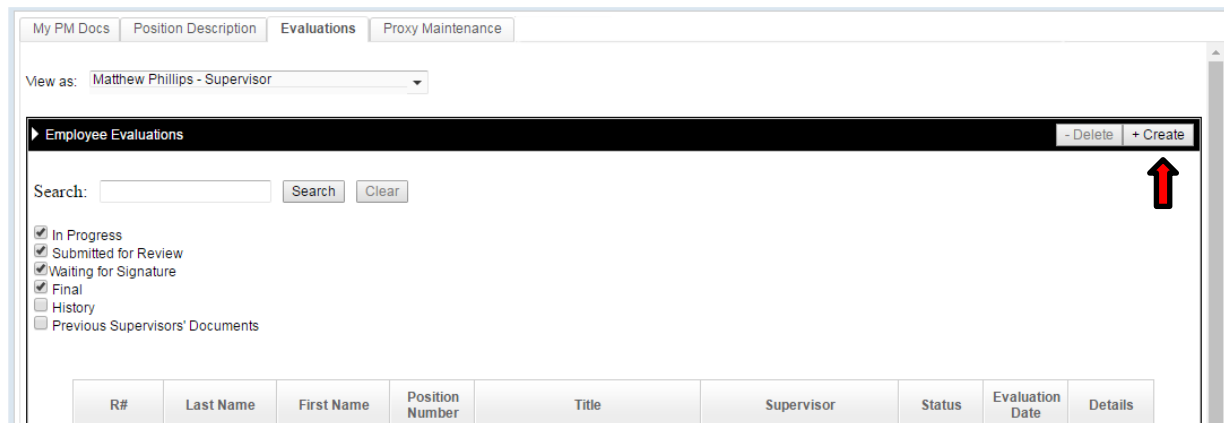 My PM Docs Position Description Evaluations Proxy Maintenance
View as: Matthew Phillips - Supervisor
Employee Evaluations - Delete + Create
Search: Search Clear
In Progress
Submitted for Review
Waiting for Signature
Final
History
Previous Supervisors' Documents
R# Last Name First Name Position Number Title Supervisor Status Evaluation Date Details